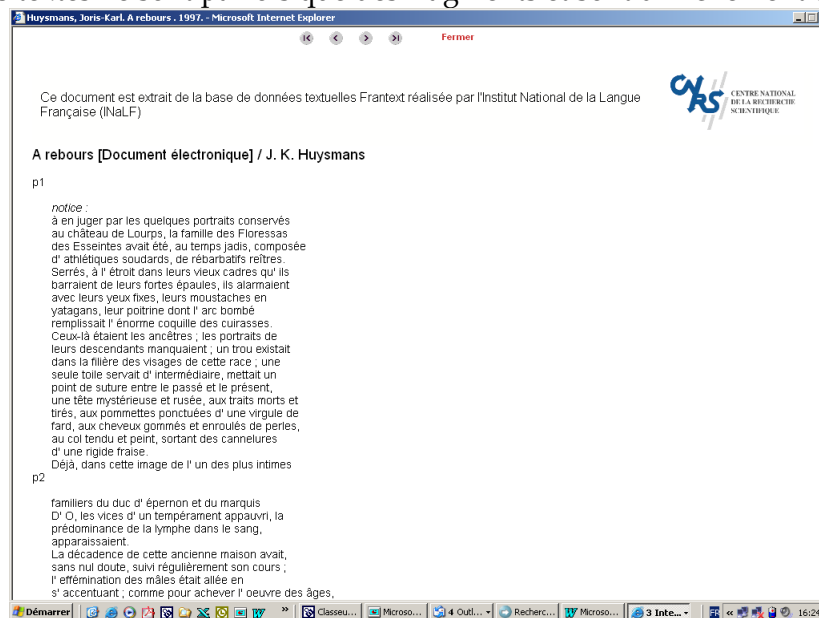 Huysmans, Joris-Karl. A rebours . 1997. - Microsoft Internet Explorer
Fermer
Ce document est extrait de la base de données textuelles Frantext réalisée par l'Institut National de la Langue
Française (INaLF)
CNRS
CENTRE NATIONAL
DE LA RECHERCHE
SCIENTIFIQUE
A rebours [Document électronique] / J. K. Huysmans
p1
notice :
à en juger par les quelques portraits conservés
au château de Lourps, la famille des Floressas
des Esseintes avait été, au temps jadis, composée
d' athlétiques soudards, de rébarbatifs reîtres.
Serrés, à l' étroit dans leurs vieux cadres qu' ils
barraient de leurs fortes épaules, ils alarmaient
avec leurs yeux fixes, leurs moustaches en
yatagans, leur poitrine dont l' arc bombé
remplissait l' énorme coquille des cuirasses.
Ceux-là étaient les ancêtres ; les portraits de
leurs descendants manquaient ; un trou existait
dans la filière des visages de cette race ; une
seule toile servait d' intermédiaire, mettait un
point de suture entre le passé et le présent,
une tête mystérieuse et rusée, aux traits morts et
tirés, aux pommettes ponctuées d' une virgule de
fard, aux cheveux gommés et enroulés de perles,
au col tendu et peint, sortant des cannelures
d' une rigide fraise.
Déjà, dans cette image de l' un des plus intimes
p2
familiers du duc d' épernon et du marquis
D' O, les vices d' un tempérament appauvri, la
prédominance de la lymphe dans le sang,
apparaissaient.
La décadence de cette ancienne maison avait,
sans nul doute, suivi régulièrement son cours ;
l' effémination des mâles était allée en
s' accentuant ; comme pour achever l' oeuvre des âges,
Démarrer » Classeu... Microso... 4 Outl... Recherc... Microso... 3 Inte... FR « 16:24